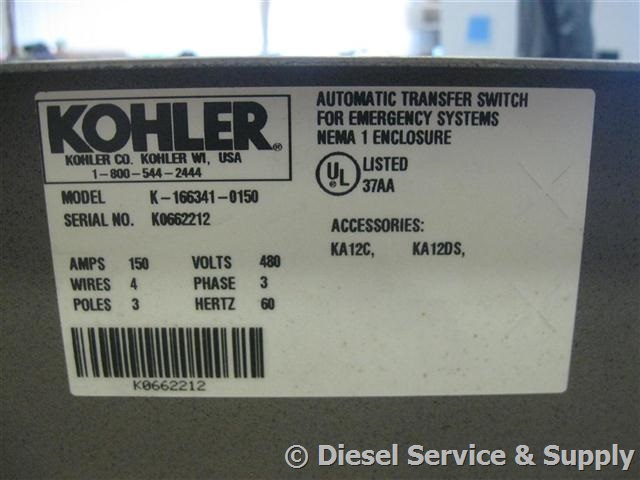 KOHLER®
KOHLER CO. KOHLER WI, USA
1-800-544-2444
MODEL K-166341-0150
SERIAL NO. K0662212
AMPS 150 VOLTS 480
WIRES 4 PHASE 3
POLES 3 HERTZ 60
K0662212
AUTOMATIC TRANSFER SWITCH
FOR EMERGENCY SYSTEMS
NEMA 1 ENCLOSURE
UL® LISTED
37AA
ACCESSORIES:
KA12C, KA12DS,
© Diesel Service & Supply